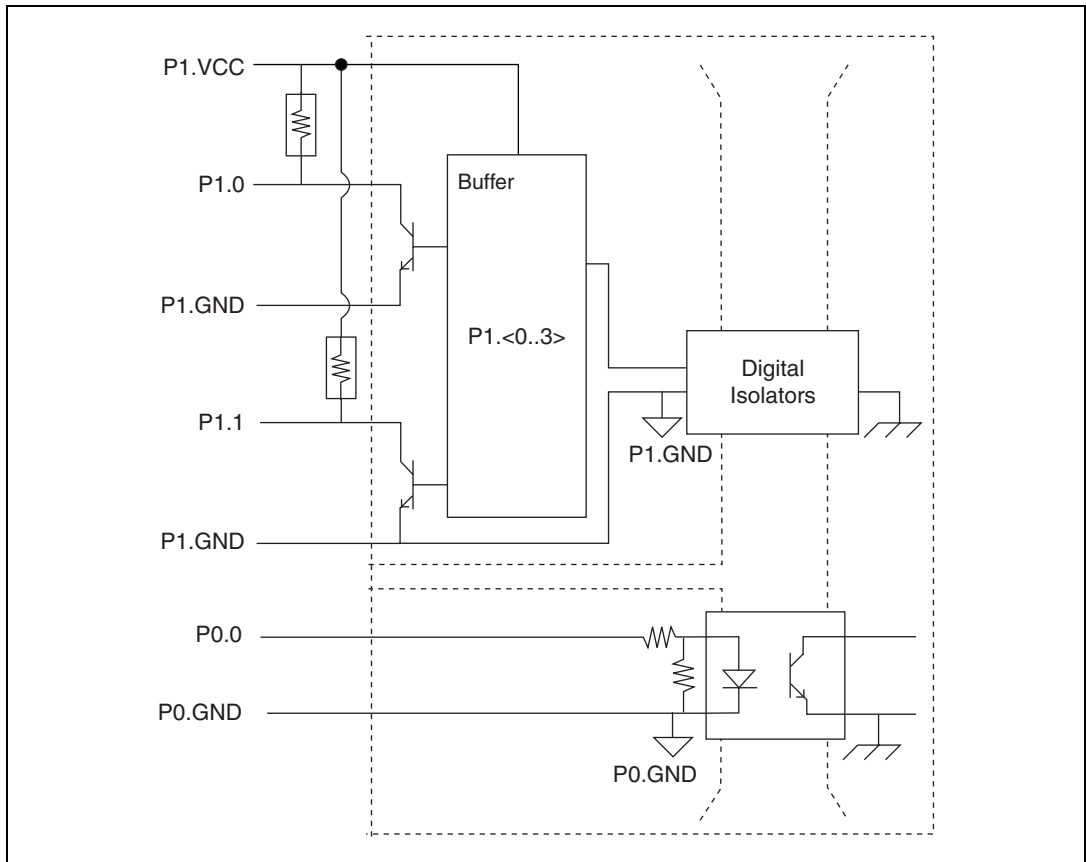 P1.VCC
P1.0
Buffer
P1.GND
P1.<0..3>
Digital
Isolators
P1.1
P1.GND
P1.GND
P0.0
P0.GND
P0.GND